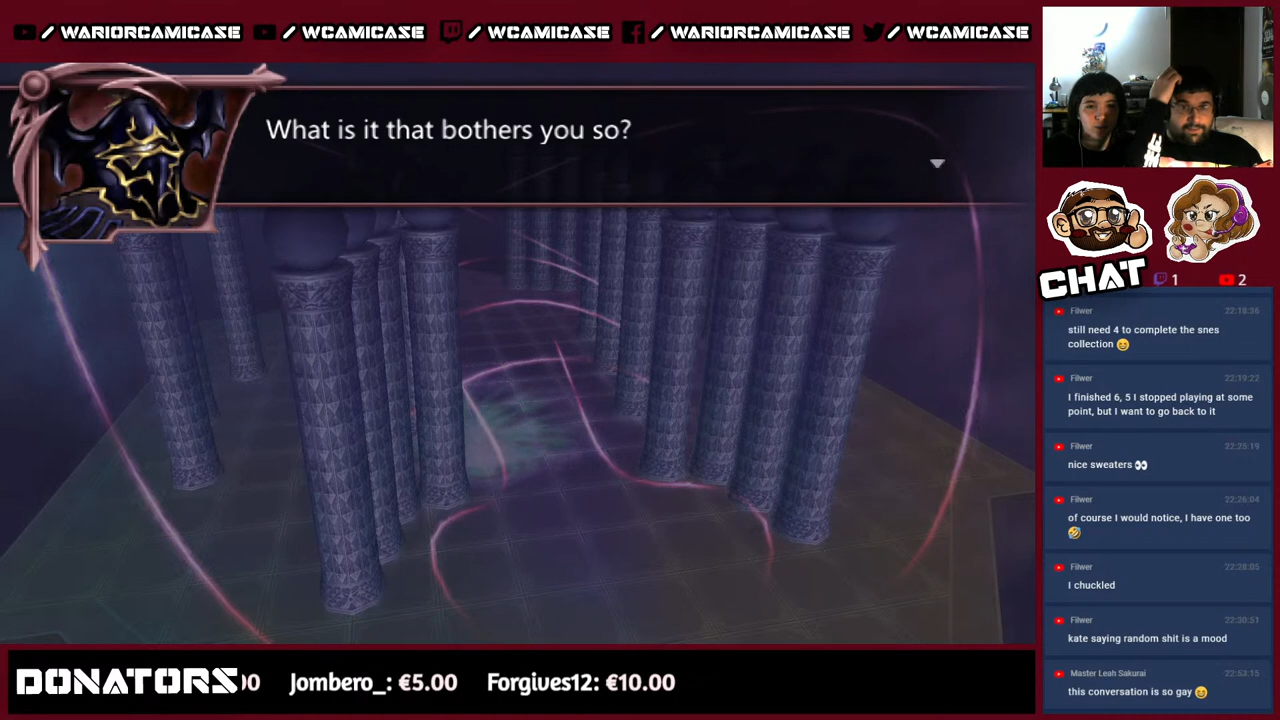 / WARIORCAMICASE / WCAMICASE / WCAMICASE / WARIORCAMICASE / WCAMICASE
What is it that bothers you so?
CHAT
1 2
Filwer 22:18:36
still need 4 to complete the snes
collection 😄
Filwer 22:19:22
I finished 6, 5 I stopped playing at some
point, but I want to go back to it
Filwer 22:25:19
nice sweaters 👀
Filwer 22:26:04
of course I would notice, I have one too
🤣
Filwer 22:28:05
I chuckled
Filwer 22:30:51
kate saying random shit is a mood
Master Leah Sakurai 22:53:15
this conversation is so gay 😄
DONATORS 00 Jombero_: €5.00 Forgives12: €10.00